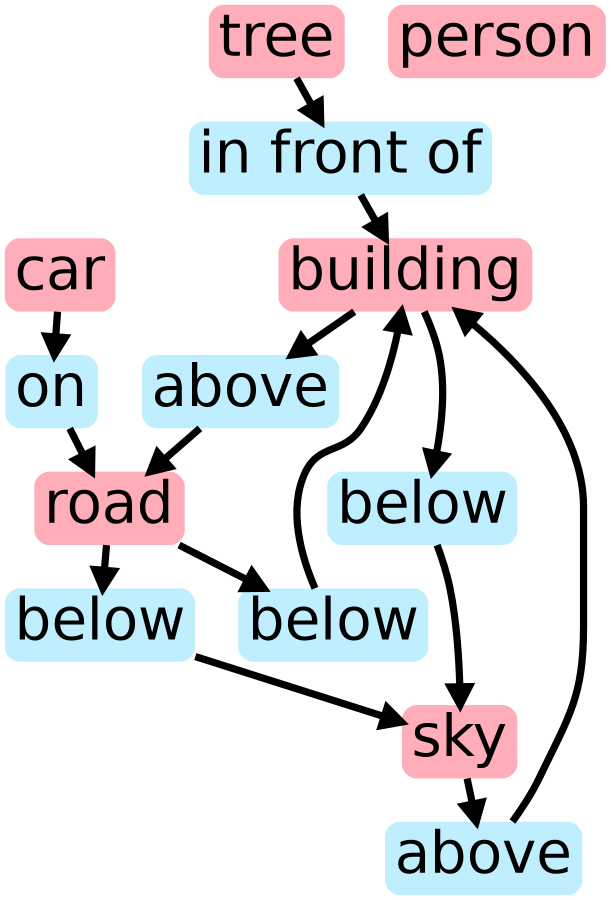 tree
person
in front of
car
building
on
above
road
below
below
below
sky
above